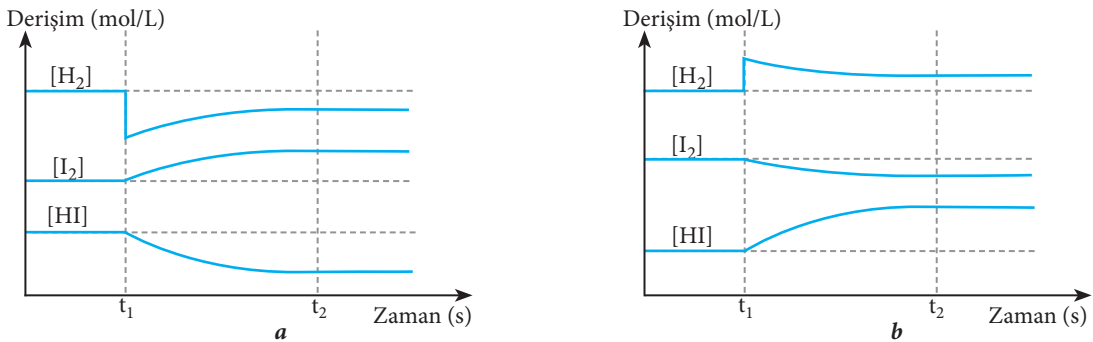 Derişim (mol/L)
[H₂]
[I₂]
[HI]
t₁
t₂
Zaman (s)
a
Derişim (mol/L)
[H₂]
[I₂]
[HI]
t₁
t₂
Zaman (s)
b